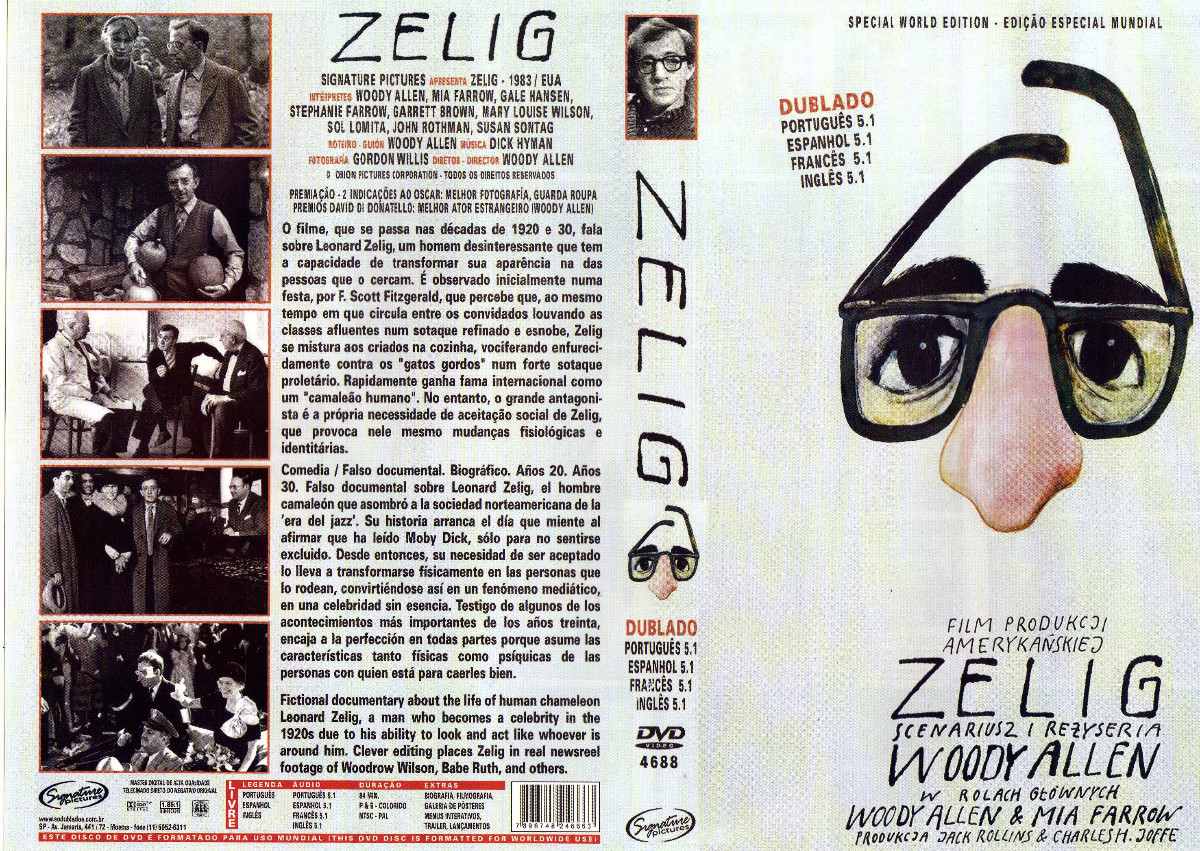 ZELIG
SIGNATURE PICTURES APRESENTA ZELIG - 1983 / EUA
INTÉRPRETES WOODY ALLEN, MIA FARROW, GALE HANSEN,
STEPHANIE FARROW, GARRETT BROWN, MARY LOUISE WILSON,
SOL LOMITA, JOHN ROTHMAN, SUSAN SONTAG
ROTEIRO - GUIÓN WOODY ALLEN MÚSICA DICK HYMAN
FOTOGRAFIA GORDON WILLIS DIRETOS - DIRECTOR WOODY ALLEN
ORION PICTURES CORPORATION - TODOS OS DIREITOS RESERVADOS
PREMIAÇÃO - 2 INDICAÇÕES AO OSCAR: MELHOR FOTOGRAFIA, GUARDA ROUPA
PREMIOS DAVID DI DONATELLO: MELHOR ATOR ESTRANGEIRO (WOODY ALLEN)
O filme, que se passa nas décadas de 1920 e 30, fala
sobre Leonard Zelig, um homem desinteressante que tem
a capacidade de transformar sua aparência na das
pessoas que o cercam. É observado inicialmente numa
festa, por F. Scott Fitzgerald, que percebe que, ao mesmo
tempo em que circula entre os convidados louvando as
classes afluentes num sotaque refinado e esnobe, Zelig
se mistura aos criados na cozinha, vociferando enfureci-
damente contra os "gatos gordos" num forte sotaque
proletário. Rapidamente ganha fama internacional como
um "camaleão humano". No entanto, o grande antagoni-
sta é a própria necessidade de aceitação social de Zelig,
que provoca nele mesmo mudanças fisiológicas e
identitárias.
Comedia / Falso documental. Biográfico. Años 20. Años
30. Falso documental sobre Leonard Zelig, el hombre
camaleón que asombró a la sociedad norteamericana de la
'era del jazz'. Su historia arranca el día que miente al
afirmar que ha leído Moby Dick, sólo para no sentirse
excluido. Desde entonces, su necesidad de ser aceptado
lo lleva a transformarse físicamente en las personas que
lo rodean, convirtiéndose así en un fenómeno mediático,
en una celebridad sin esencia. Testigo de algunos de los
acontecimientos más importantes de los años treinta,
encaja a la perfección en todas partes porque asume las
características tanto físicas como psíquicas de las
personas con quien está para caerles bien.
Fictional documentary about the life of human chameleon
Leonard Zelig, a man who becomes a celebrity in the
1920s due to his ability to look and act like whoever is
around him. Clever editing places Zelig in real newsreel
footage of Woodrow Wilson, Babe Ruth, and others.
Signature pictures
MASTER DIGITAL DE ALTA QUALIDADE
TELECINADO DIRETO DO NEGATIVO ORIGINAL
www.sodublados.com.br
LIVRE
LEGENDA
PORTUGUÊS
ESPANHOL
INGLÊS
ÁUDIO
PORTUGUÊS 5.1
ESPANHOL 5.1
FRANCÊS 5.1
INGLÊS 5.1
DURAÇÃO
P & B - COLORIDO
NTSC - PAL
EXTRAS
BIOGRAFIA, FILMOGRAFIA,
GALERIA DE PÔSTERES
MENUS INTERATIVOS,
TRAILER, LANÇAMENTOS
ESTE DISCO DE DVD É FORMATADO PARA USO MUNDIAL (THIS DVD DISC IS FORMATTED FOR WORLDWIDE USE)
ZELIG
DUBLADO
PORTUGUÊS 5.1
ESPANHOL 5.1
FRANCÊS 5.1
INGLÊS 5.1
DVD
VIDEO
4688
Signature pictures
SPECIAL WORLD EDITION - EDIÇÃO ESPECIAL MUNDIAL
DUBLADO
PORTUGUÊS 5.1
ESPANHOL 5.1
FRANCÊS 5.1
INGLÊS 5.1
FILM PRODUKCJI
AMERYKAŃSKIEJ
ZELIG
SCENARIUSZ I REŻYSERIA
WOODY ALLEN
W ROLACH GŁÓWNYCH
WOODY ALLEN & MIA FARROW
PRODUKCJA JACK ROLLINS & CHARLES H. JOFFE